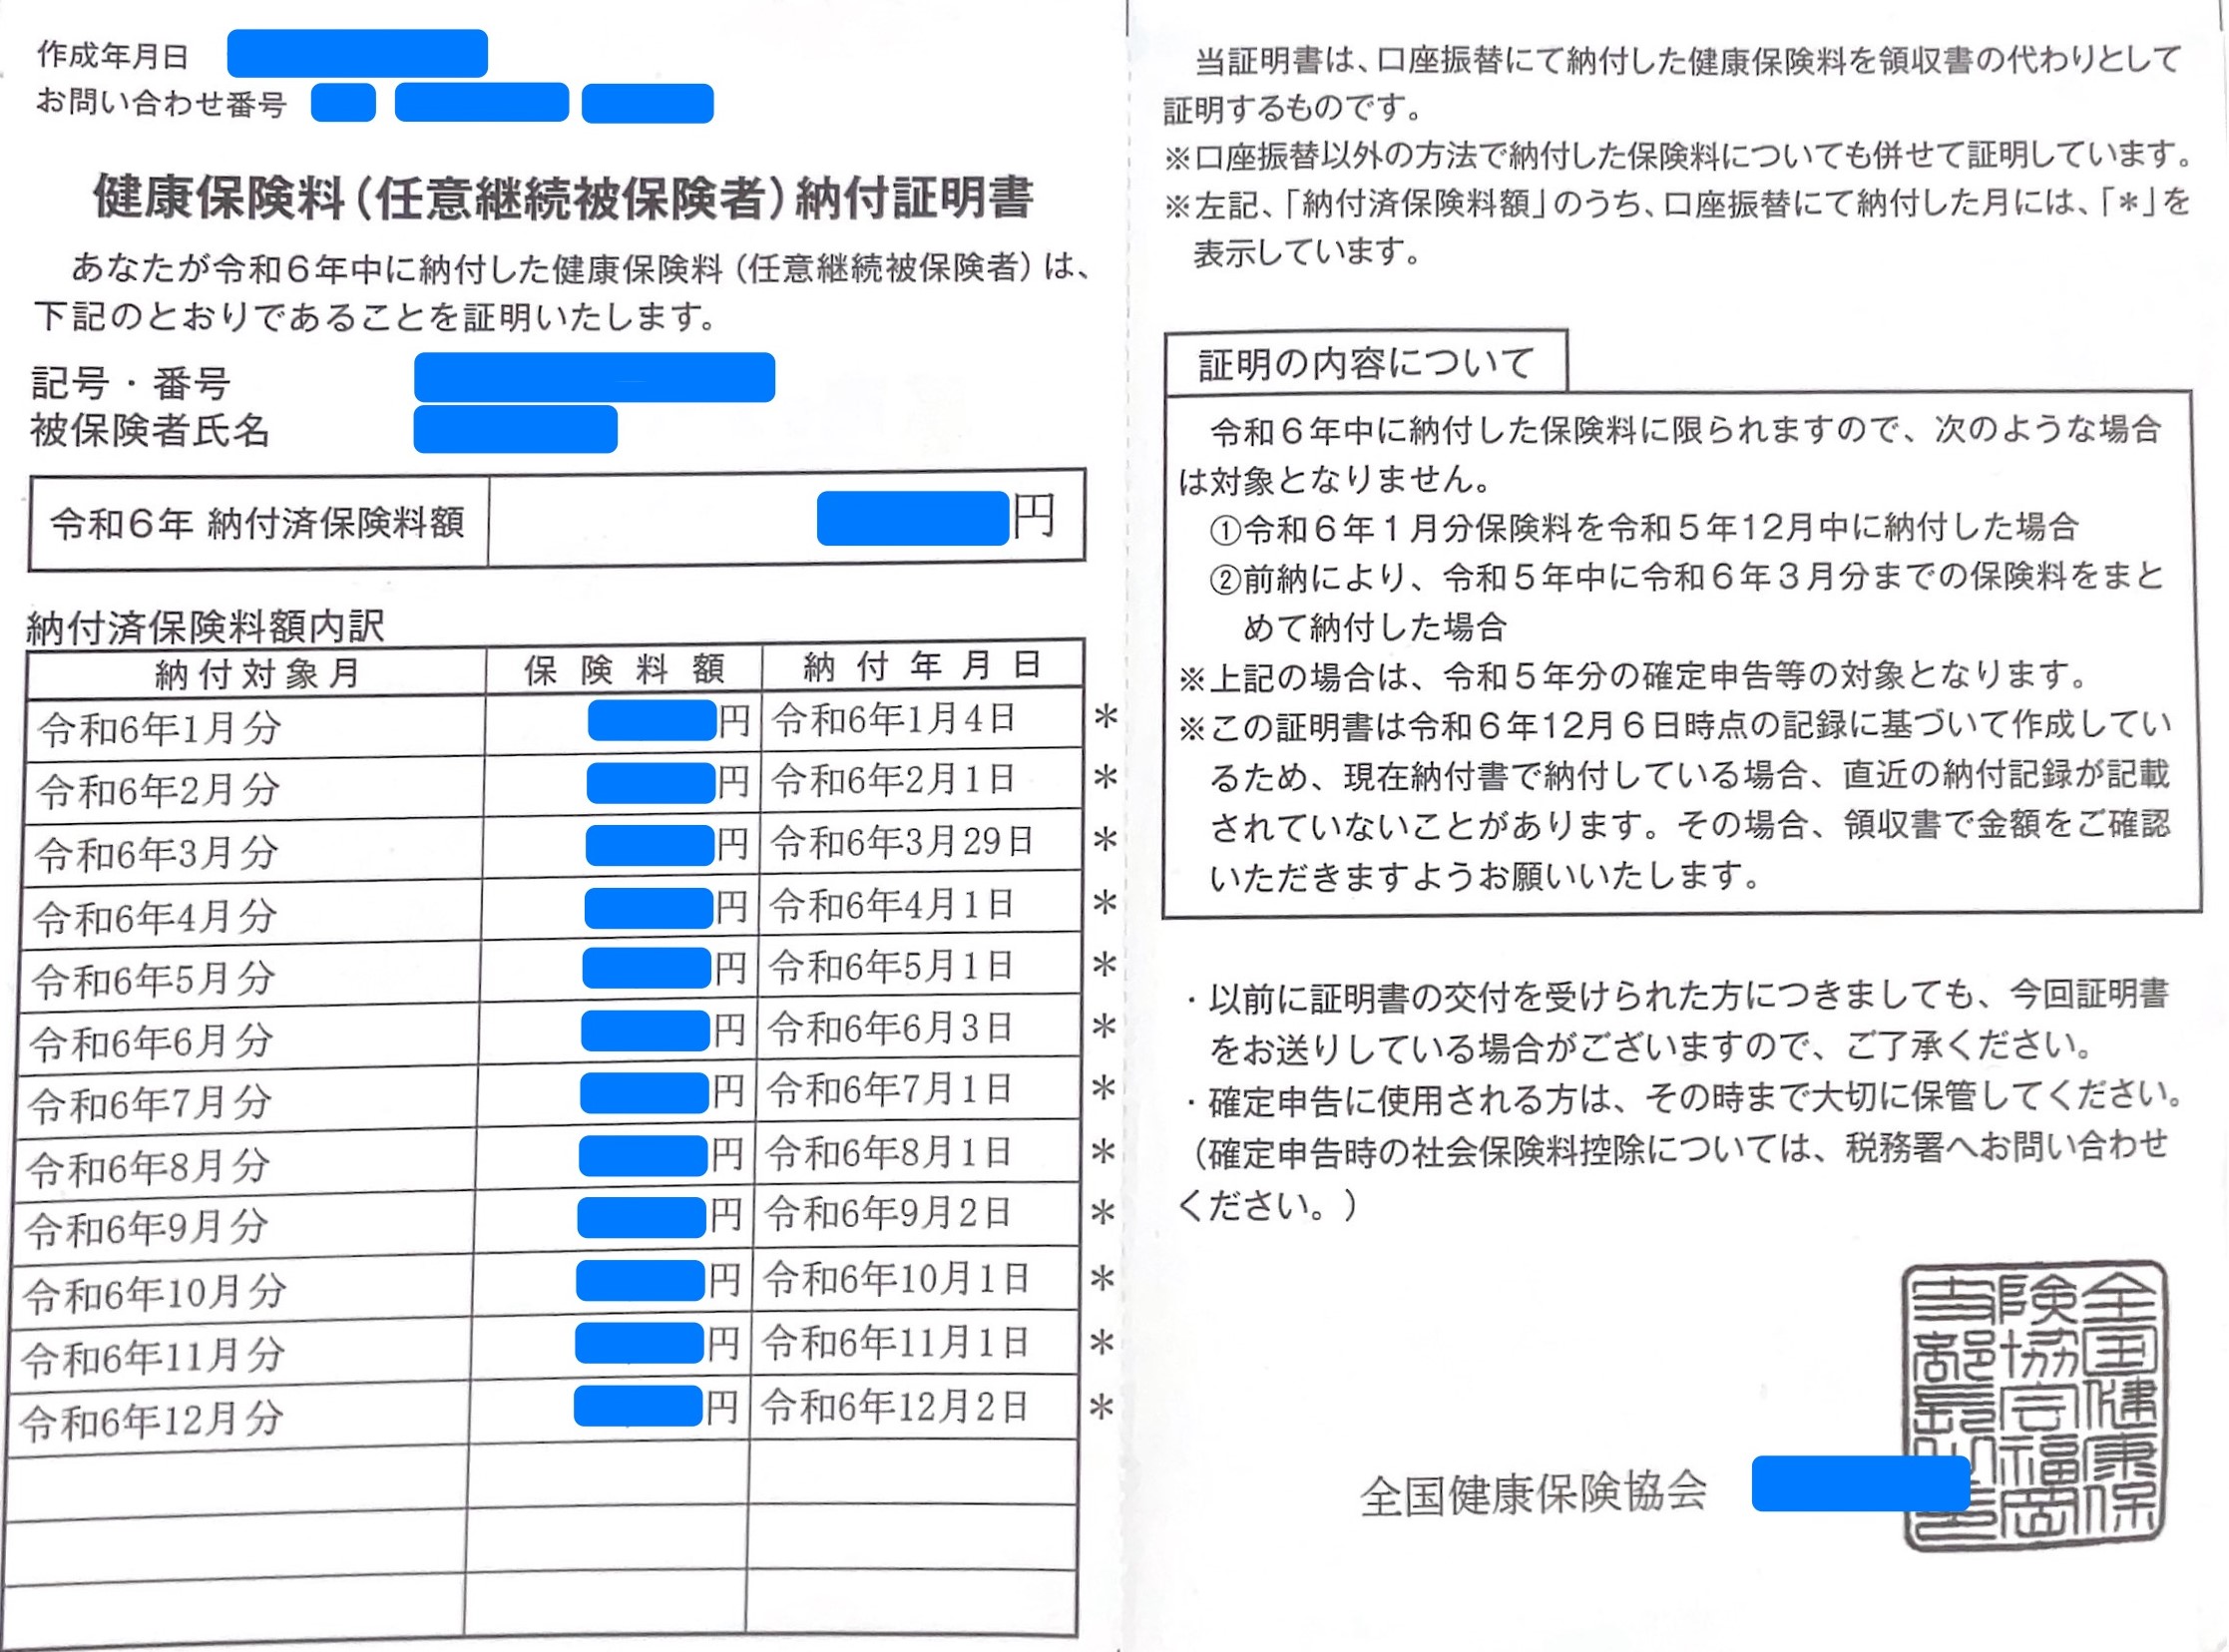 作成年月日
お問い合わせ番号
健康保険料(任意継続被保険者)納付証明書
あなたが令和6年中に納付した健康保険料(任意継続被保険者)は、
下記のとおりであることを証明いたします。
記号・番号
被保険者氏名
令和6年 納付済保険料額 円
納付済保険料額内訳
納付対象月 保険料額 納付年月日
令和6年1月分 円 令和6年1月4日 *
令和6年2月分 円 令和6年2月1日 *
令和6年3月分 円 令和6年3月29日 *
令和6年4月分 円 令和6年4月1日 *
令和6年5月分 円 令和6年5月1日 *
令和6年6月分 円 令和6年6月3日 *
令和6年7月分 円 令和6年7月1日 *
令和6年8月分 円 令和6年8月1日 *
令和6年9月分 円 令和6年9月2日 *
令和6年10月分 円 令和6年10月1日 *
令和6年11月分 円 令和6年11月1日 *
令和6年12月分 円 令和6年12月2日 *
当証明書は、口座振替にて納付した健康保険料を領収書の代わりとして
証明するものです。
※口座振替以外の方法で納付した保険料についても併せて証明しています。
※左記、「納付済保険料額」のうち、口座振替にて納付した月には、「*」を
表示しています。
証明の内容について
令和6年中に納付した保険料に限られますので、次のような場合
は対象となりません。
①令和6年1月分保険料を令和5年12月中に納付した場合
②前納により、令和5年中に令和6年3月分までの保険料をまと
めて納付した場合
※上記の場合は、令和5年分の確定申告等の対象となります。
※この証明書は令和6年12月6日時点の記録に基づいて作成してい
るため、現在納付書で納付している場合、直近の納付記録が記載
されていないことがあります。その場合、領収書で金額をご確認
いただきますようお願いいたします。
・以前に証明書の交付を受けられた方につきましても、今回証明書
をお送りしている場合がございますので、ご了承ください。
・確定申告に使用される方は、その時まで大切に保管してください。
(確定申告時の社会保険料控除については、税務署へお問い合わせ
ください。)
全国健康保険協会
全国健康保
険協会福岡
支部長